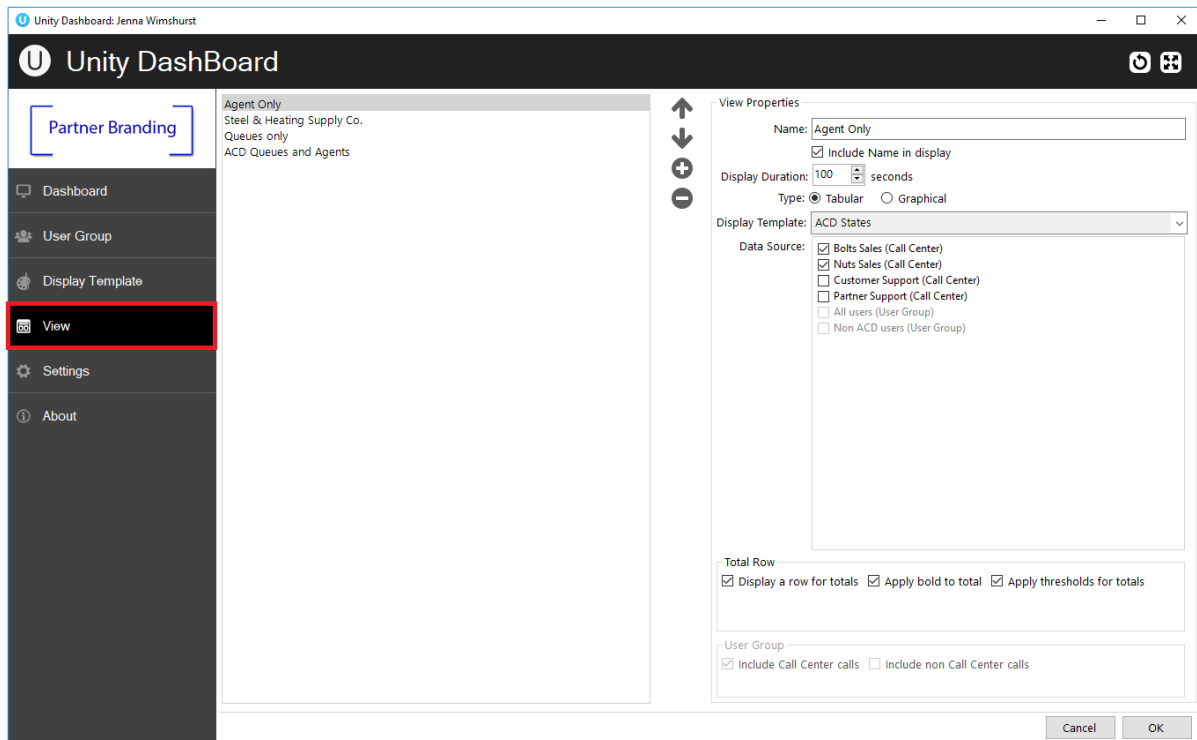 Unity Dashboard: Jenna Wimshurst
U Unity DashBoard
Partner Branding
Dashboard
User Group
Display Template
View
Settings
About
Agent Only
Steel & Heating Supply Co.
Queues only
ACD Queues and Agents
View Properties
Name: Agent Only
Include Name in display
Display Duration: 100 seconds
Type: Tabular Graphical
Display Template: ACD States
Data Source: Bolts Sales (Call Center)
Nuts Sales (Call Center)
Customer Support (Call Center)
Partner Support (Call Center)
All users (User Group)
Non ACD users (User Group)
Total Row
Display a row for totals Apply bold to total Apply thresholds for totals
User Group
Include Call Center calls Include non Call Center calls
Cancel OK